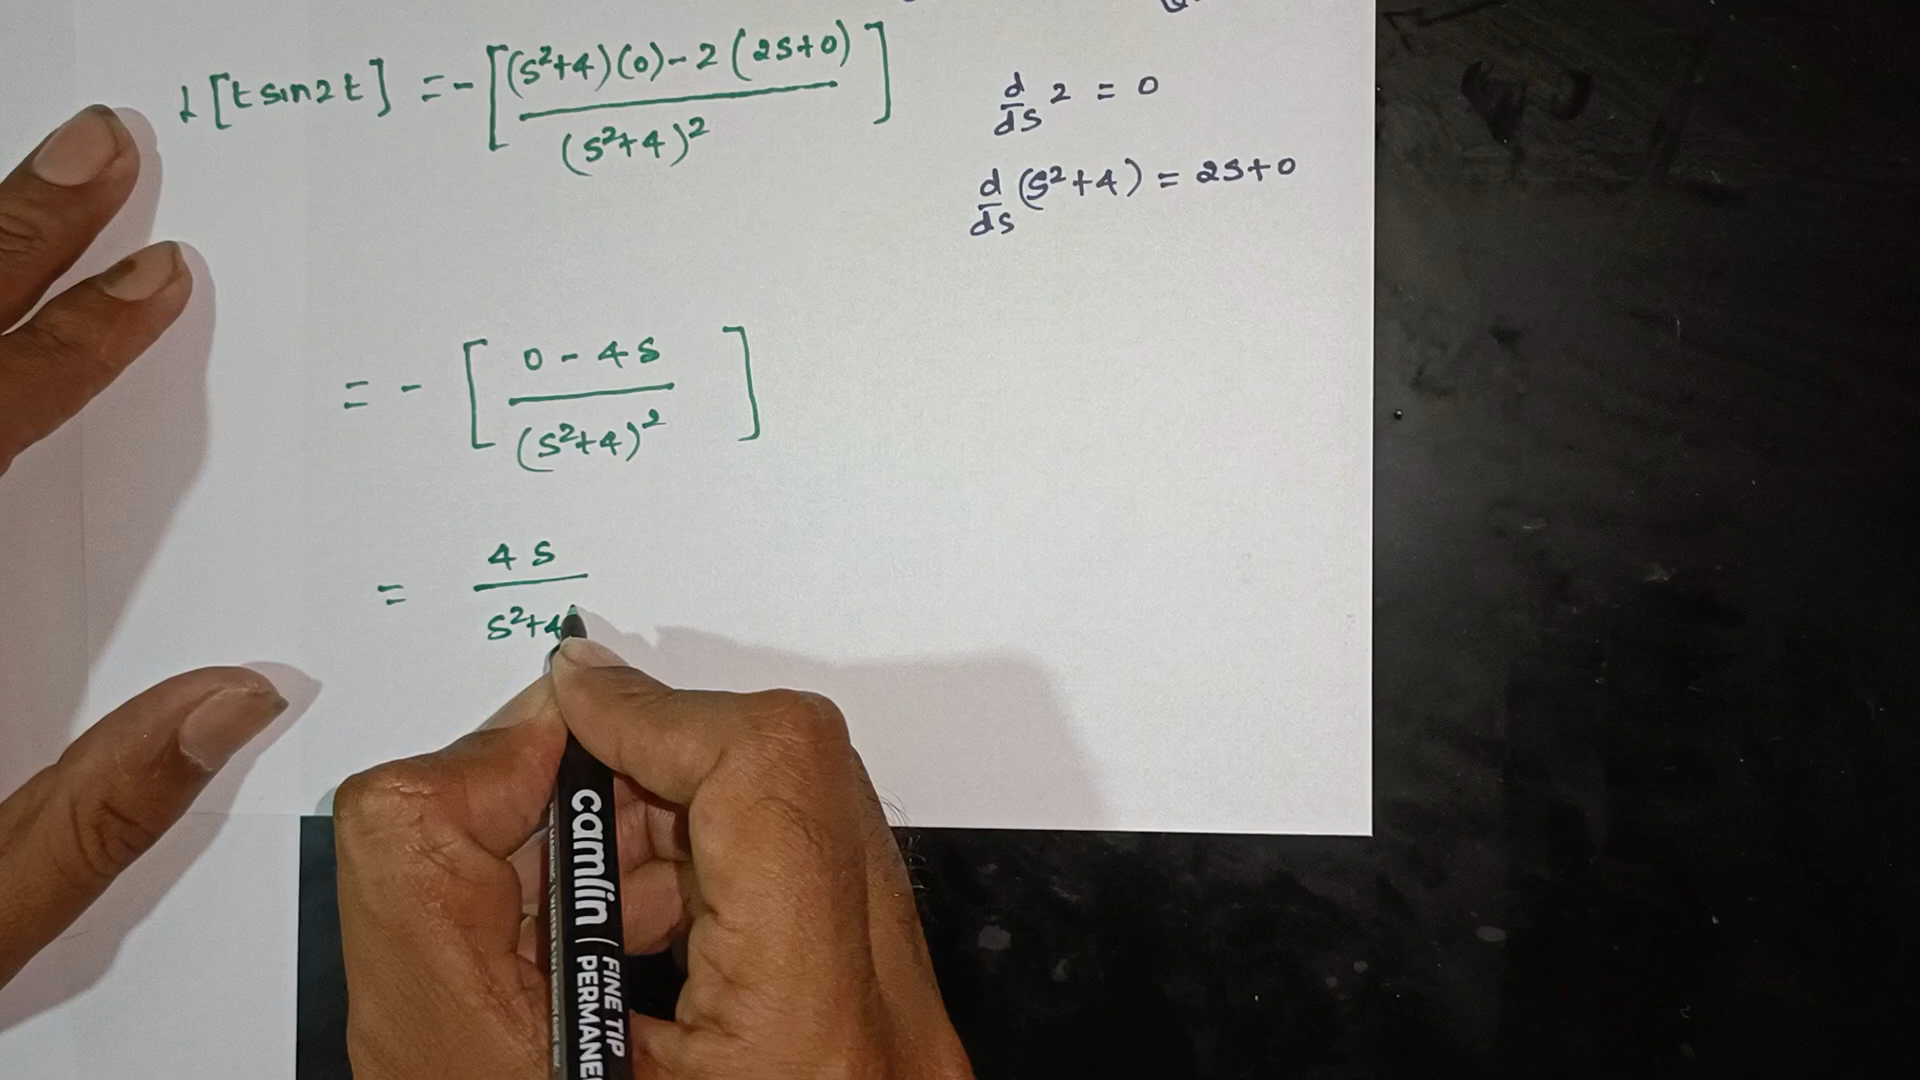 L[t sin2t] = - [(s²+4)(0) - 2(2s+0) / (s²+4)²]
d/ds 2 = 0
d/ds (s²+4) = 2s+0
= - [0 - 4s / (s²+4)²]
= 4s / s²+4
camlin
FINE TIP
PERMANE